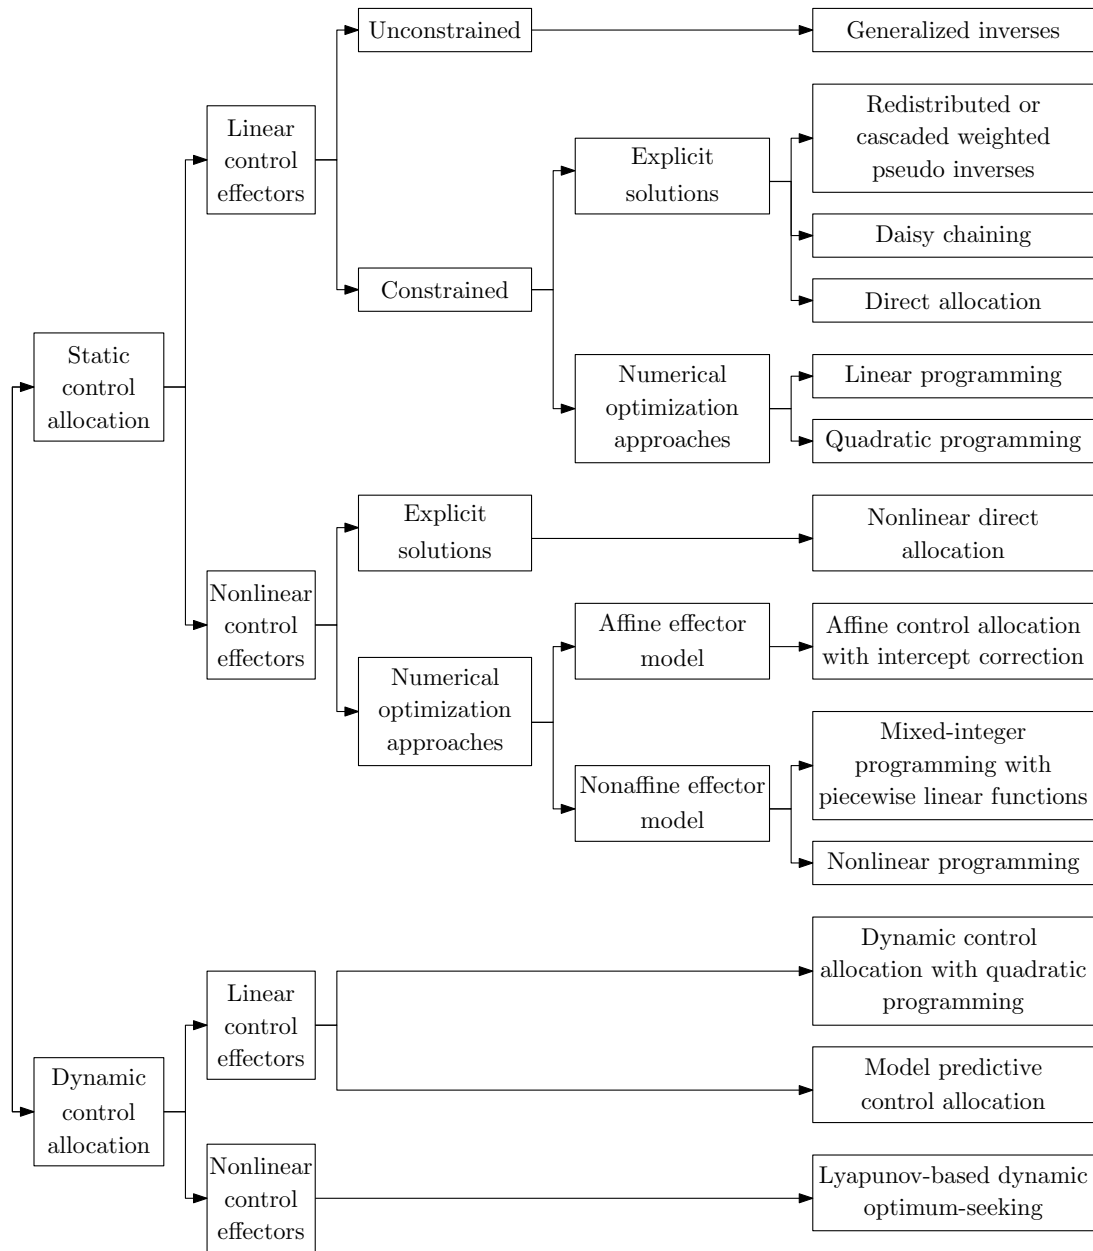 Unconstrained
Generalized inverses
Linear
control
effectors
Redistributed or
cascaded weighted
pseudo inverses
Explicit
solutions
Daisy chaining
Constrained
Direct allocation
Static
control
allocation
Numerical
optimization
approaches
Linear programming
Quadratic programming
Explicit
solutions
Nonlinear direct
allocation
Nonlinear
control
effectors
Affine effector
model
Affine control allocation
with intercept correction
Numerical
optimization
approaches
Mixed-integer
programming with
piecewise linear functions
Nonaffine effector
model
Nonlinear programming
Dynamic control
allocation with quadratic
programming
Linear
control
effectors
Dynamic
control
allocation
Model predictive
control allocation
Nonlinear
control
effectors
Lyapunov-based dynamic
optimum-seeking